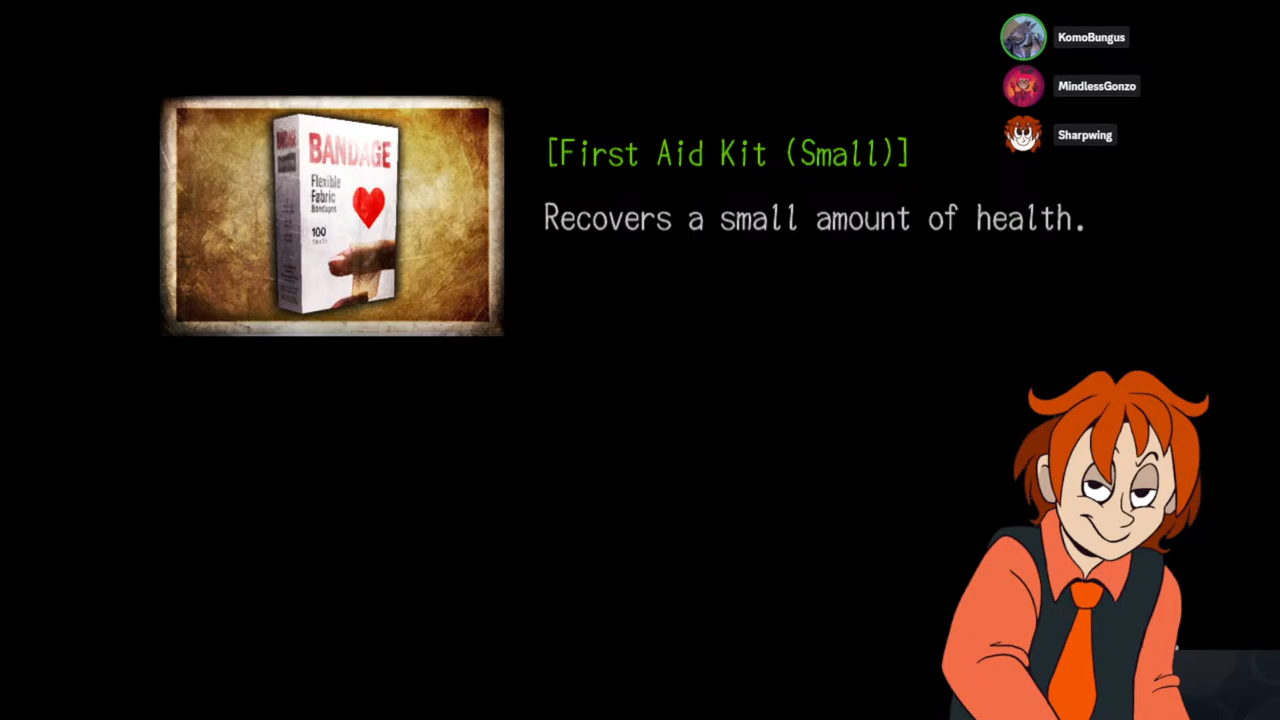 KomoBungus
MindlessGonzo
Sharpwing
[First Aid Kit (Small)]
Recovers a small amount of health.
BANDAGE
Flexible
Fabric
Bandages
100